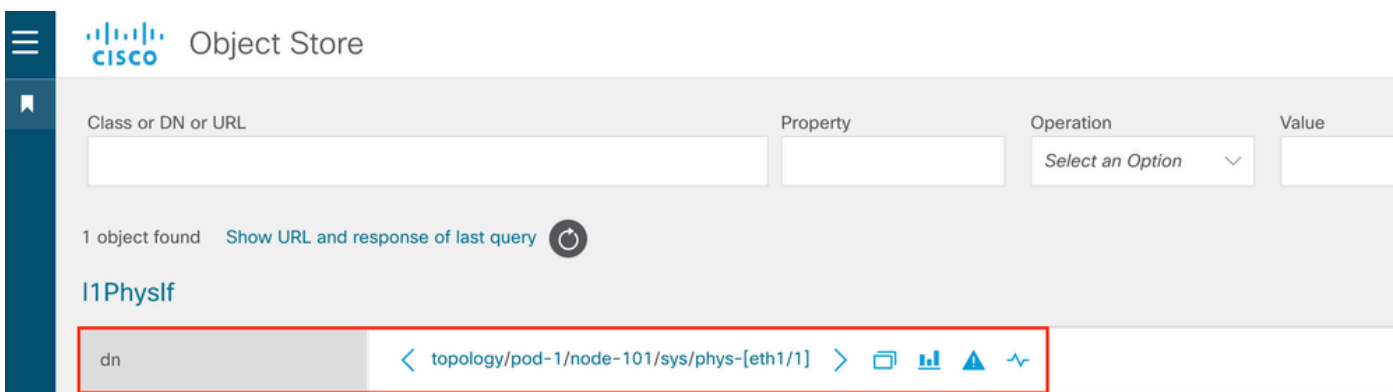 CISCO Object Store
Class or DN or URL Property Operation Value
Select an Option
1 object found Show URL and response of last query
l1PhysIf
dn topology/pod-1/node-101/sys/phys-[eth1/1]